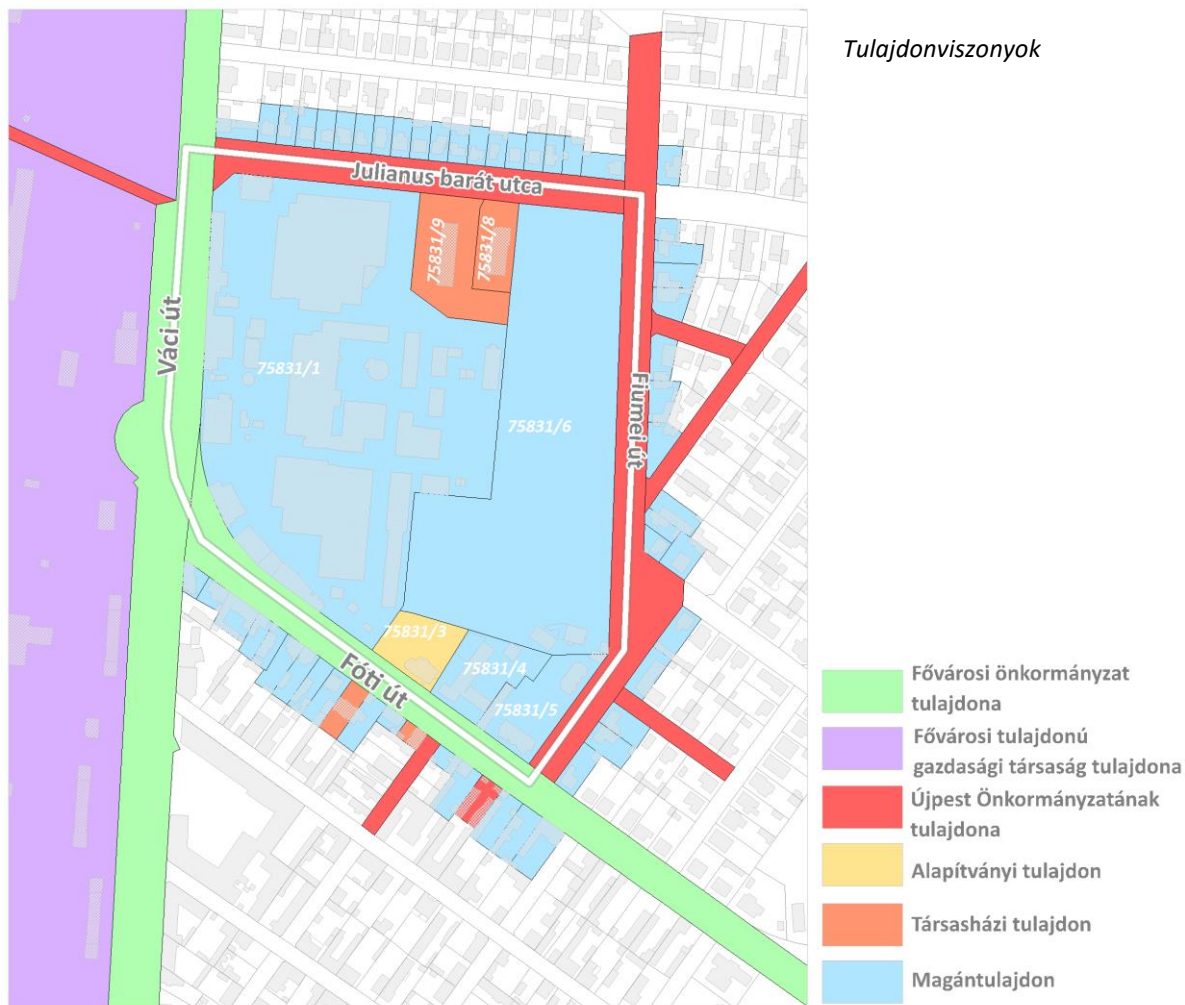 Tulajdonviszonyok
Julianus barát utca
75831/9
75831/8
Váci út
75831/1
Fiumei út
75831/6
75831/3
75831/4
Fóti út
75831/5
Fővárosi önkormányzat
tulajdona
Fővárosi tulajdonú
gazdasági társaság tulajdona
Újpest Önkormányzatának
tulajdona
Alapítványi tulajdon
Társasházi tulajdon
Magántulajdon